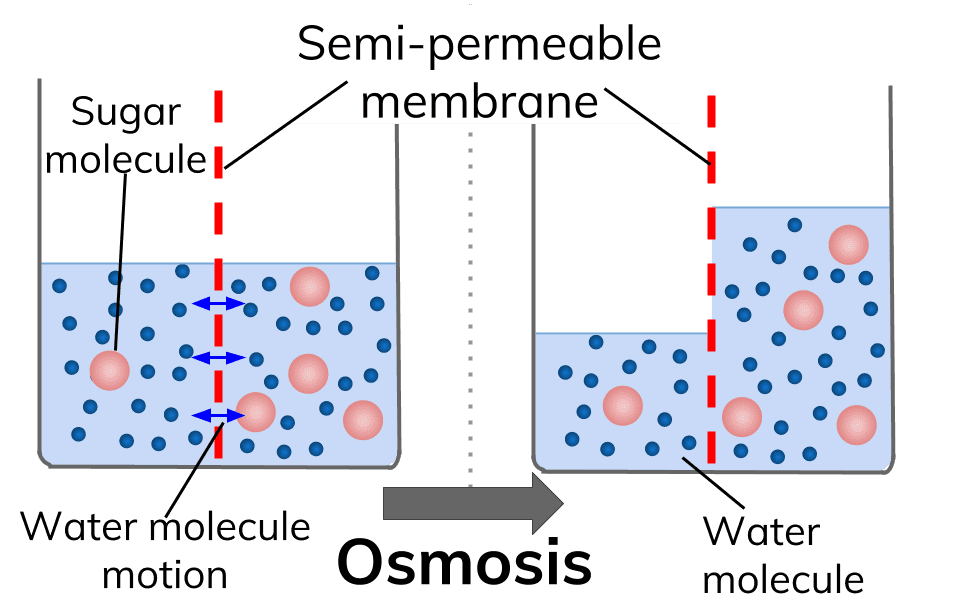 Semi-permeable
membrane
Sugar
molecule
Water molecule
motion
Osmosis
Water
molecule